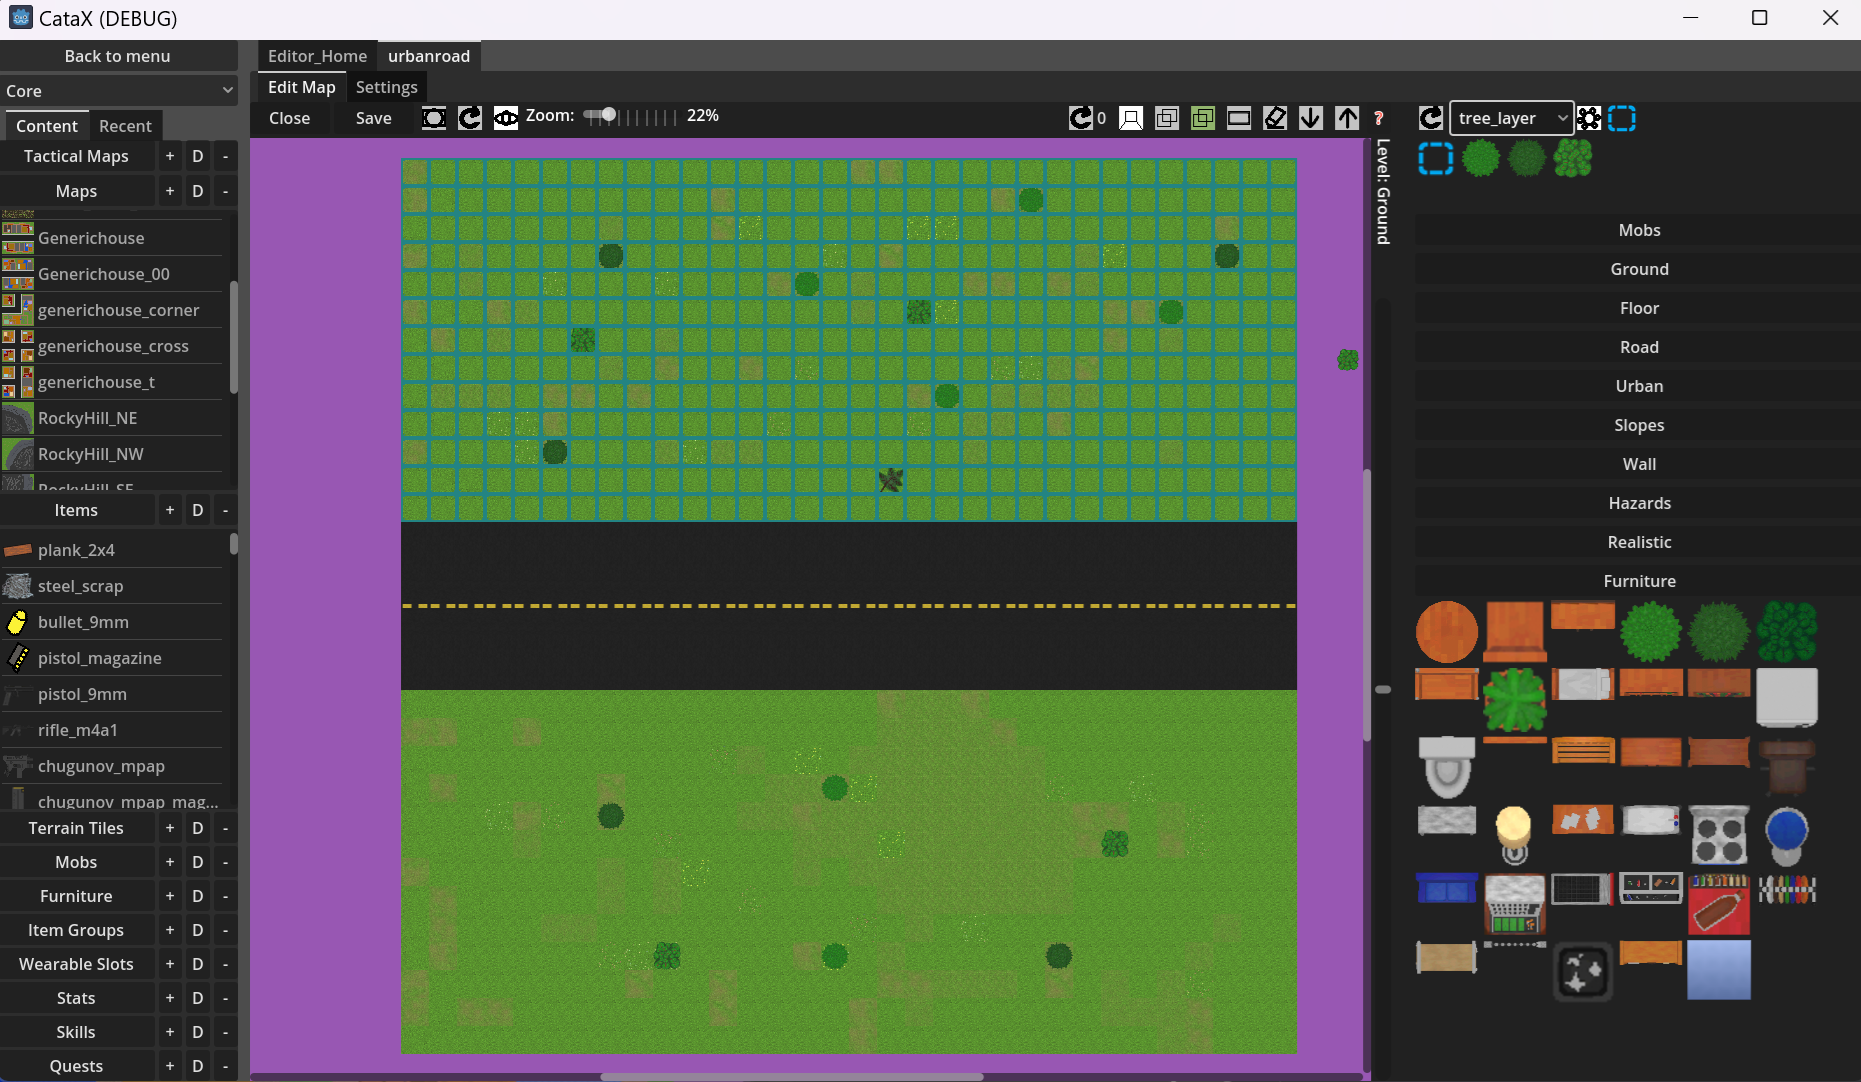 CataX (DEBUG)
Back to menu
Editor_Home
urbanroad
Core
Edit Map
Settings
Content
Recent
Close
Save
Zoom:
22%
0
?
tree_layer
Level: Ground
Tactical Maps
+ D -
Maps
+ D -
Generichouse
Generichouse_00
generichouse_corner
generichouse_cross
generichouse_t
RockyHill_NE
RockyHill_NW
RockyHill_SE
Items
+ D -
plank_2x4
steel_scrap
bullet_9mm
pistol_magazine
pistol_9mm
rifle_m4a1
chugunov_mpap
chugunov_mpap_mag...
Terrain Tiles
+ D -
Mobs
+ D -
Furniture
+ D -
Item Groups
+ D -
Wearable Slots
+ D -
Stats
+ D -
Skills
+ D -
Quests
+ D -
Mobs
Ground
Floor
Road
Urban
Slopes
Wall
Hazards
Realistic
Furniture